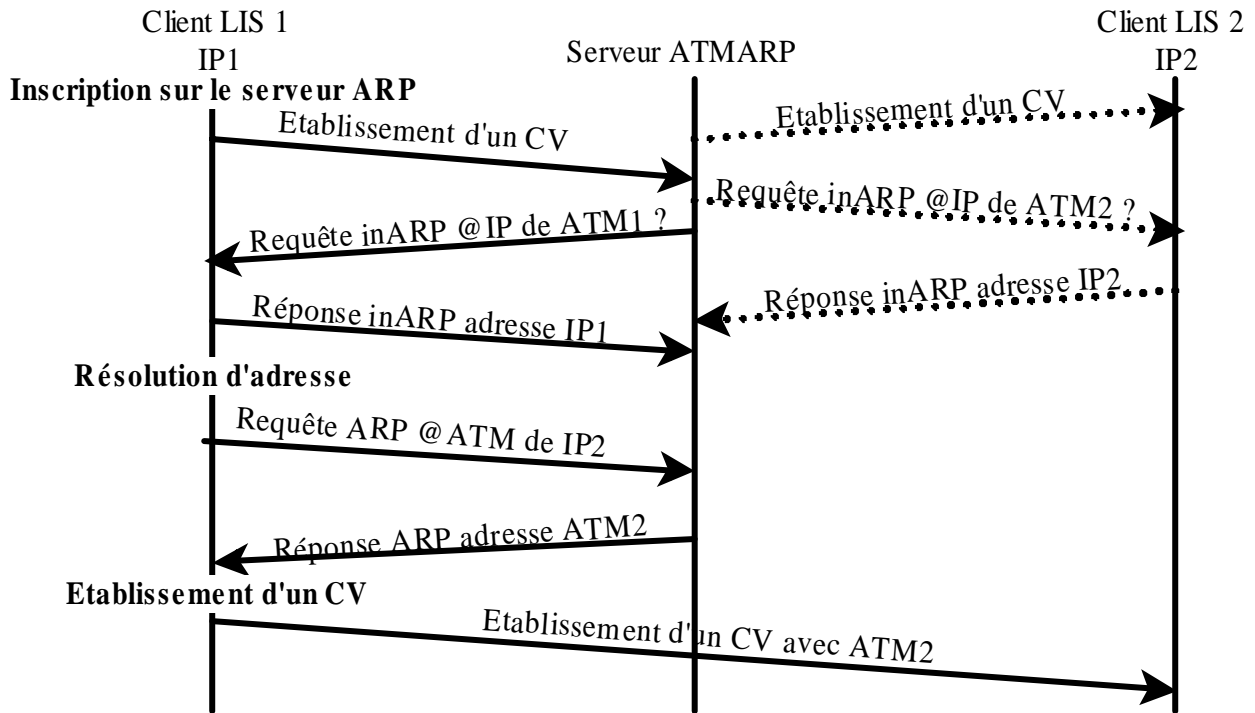 Client LIS 1
IP1
Serveur ATMARP
Client LIS 2
IP2
Inscription sur le serveur ARP
Etablissement d'un CV
Etablissement d'un CV
Requête inARP @IP de ATM2 ?
Requête inARP @IP de ATM1 ?
Réponse inARP adresse IP2
Réponse inARP adresse IP1
Résolution d'adresse
Requête ARP @ATM de IP2
Réponse ARP adresse ATM2
Etablissement d'un CV
Etablissement d'un CV avec ATM2